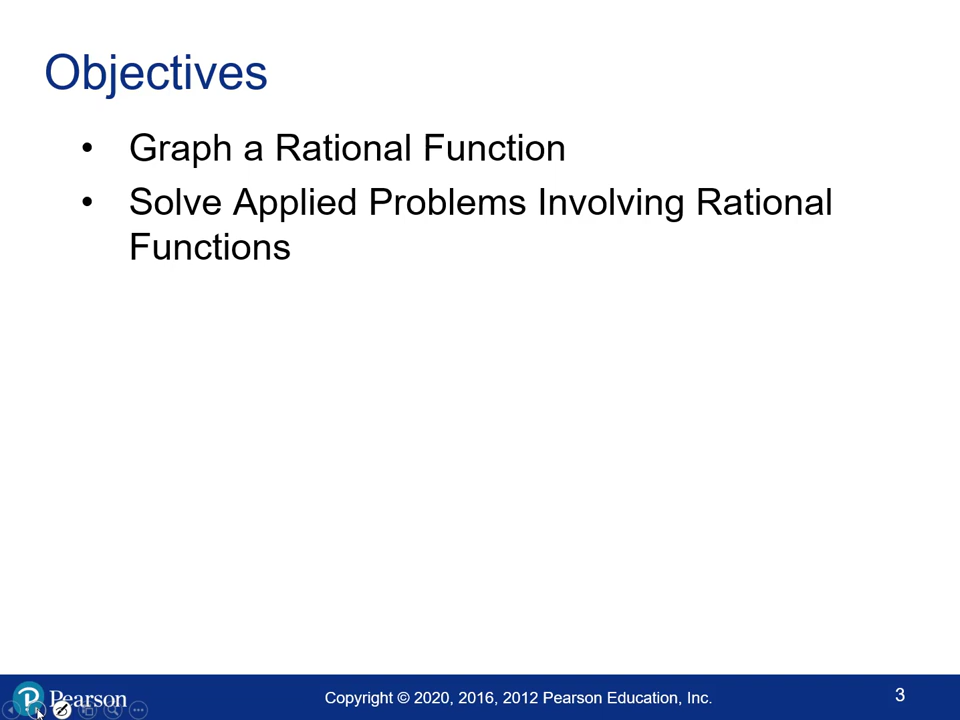 Objectives
• Graph a Rational Function
• Solve Applied Problems Involving Rational
Functions
Pearson
Copyright © 2020, 2016, 2012 Pearson Education, Inc.
3